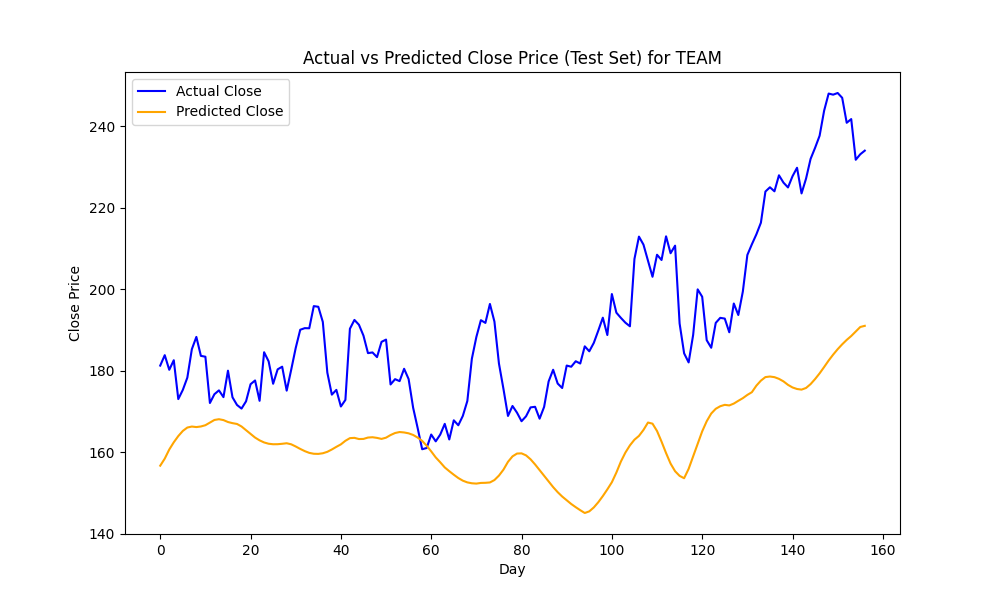 Actual vs Predicted Close Price (Test Set) for TEAM
Actual Close
Predicted Close
240
220
200
180
160
140
Close Price
0 20 40 60 80 100 120 140 160
Day